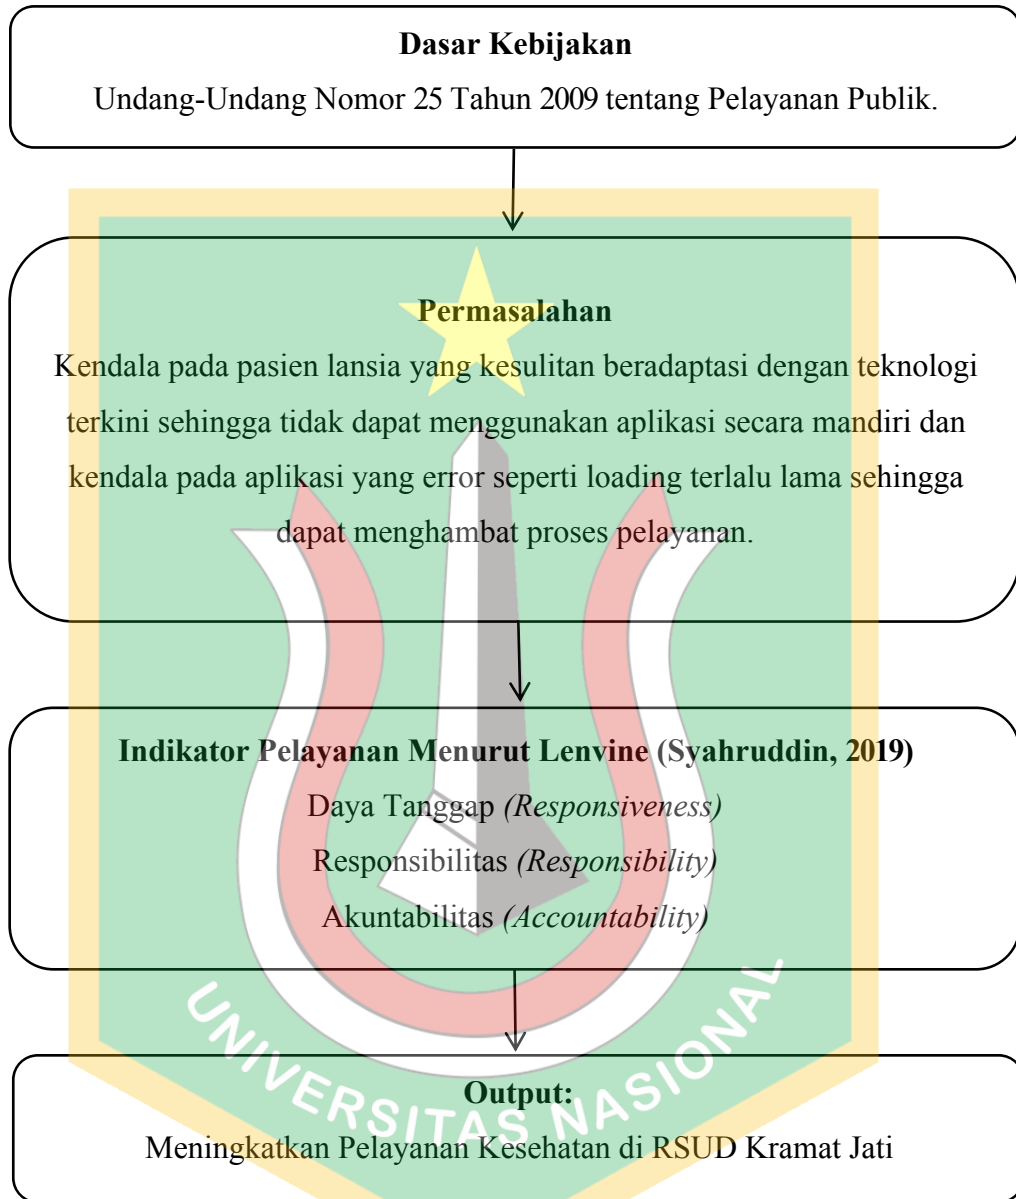 Dasar Kebijakan
Undang-Undang Nomor 25 Tahun 2009 tentang Pelayanan Publik.
Permasalahan
Kendala pada pasien lansia yang kesulitan beradaptasi dengan teknologi
terkini sehingga tidak dapat menggunakan aplikasi secara mandiri dan
kendala pada aplikasi yang error seperti loading terlalu lama sehingga
dapat menghambat proses pelayanan.
Indikator Pelayanan Menurut Lenvine (Syahruddin, 2019)
Daya Tanggap (Responsiveness)
Responsibilitas (Responsibility)
Akuntabilitas (Accountability)
Output:
Meningkatkan Pelayanan Kesehatan di RSUD Kramat Jati
UNIVERSITAS NASIONAL